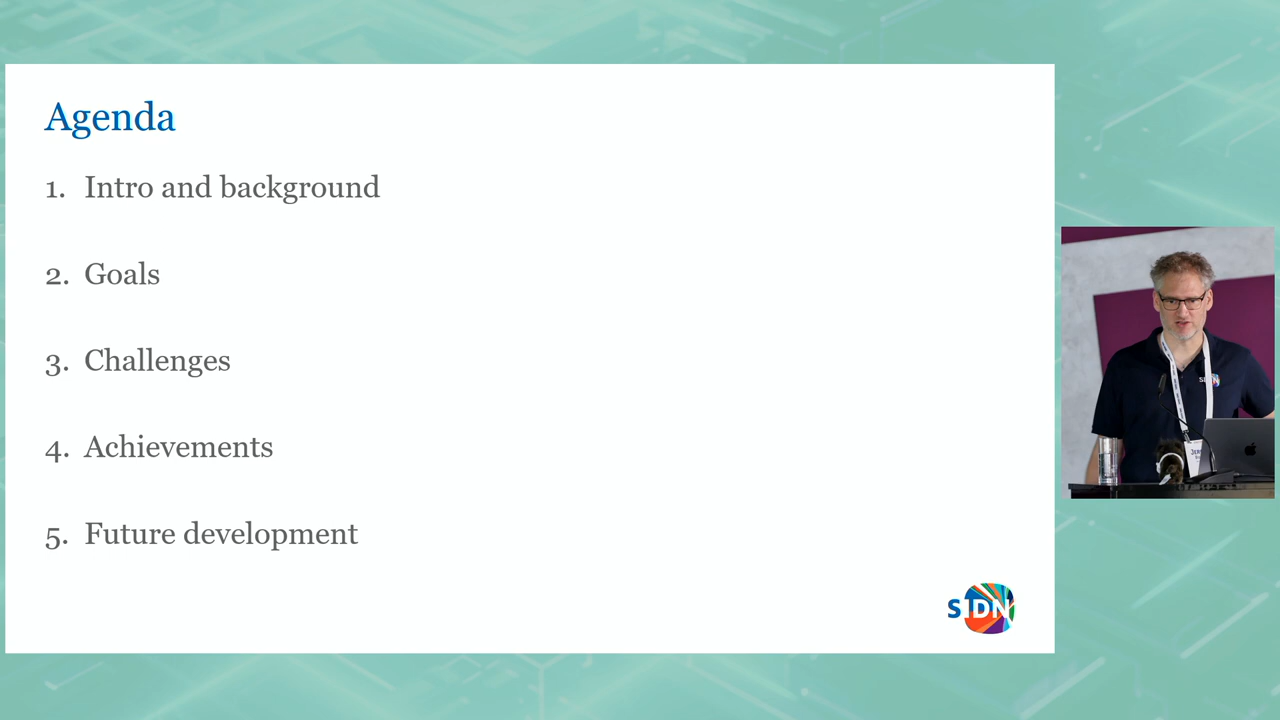 Agenda
1. Intro and background
2. Goals
3. Challenges
4. Achievements
5. Future development
SIDN